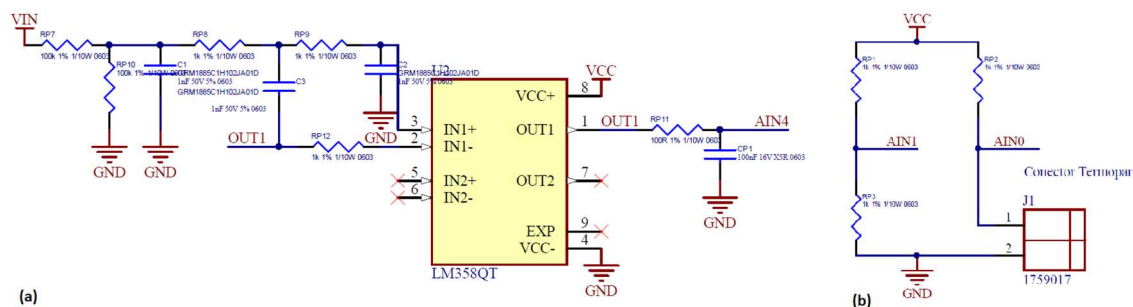 VIN
RP7
100k 1% 1/10W 0603
RP10
100k 1% 1/10W 0603
C1
GRM1885C1H102JA01D
1nF 50V 5% 0603
RP8
1k 1% 1/10W 0603
C3
GRM1885C1H102JA01D
1nF 50V 5% 0603
RP9
1k 1% 1/10W 0603
C2
GRM1885C1H102JA01D
1nF 50V 5% 0603
GND
GND
GND
OUT1
RP12
1k 1% 1/10W 0603
U2
VCC
8
VCC+
3
IN1+
OUT1
1
OUT1
RP11
100R 1% 1/10W 0603
AIN4
2
IN1-
CP1
100nF 16V X5R 0603
GND
5
IN2+
OUT2
7
6
IN2-
EXP
9
VCC-
4
LM358QT
GND
(a)
VCC
RP1
1k 1% 1/10W 0603
RP2
1k 1% 1/10W 0603
AIN1
AIN0
Conector Termopar
RP3
1k 1% 1/10W 0603
J1
1
2
1759017
GND
(b)